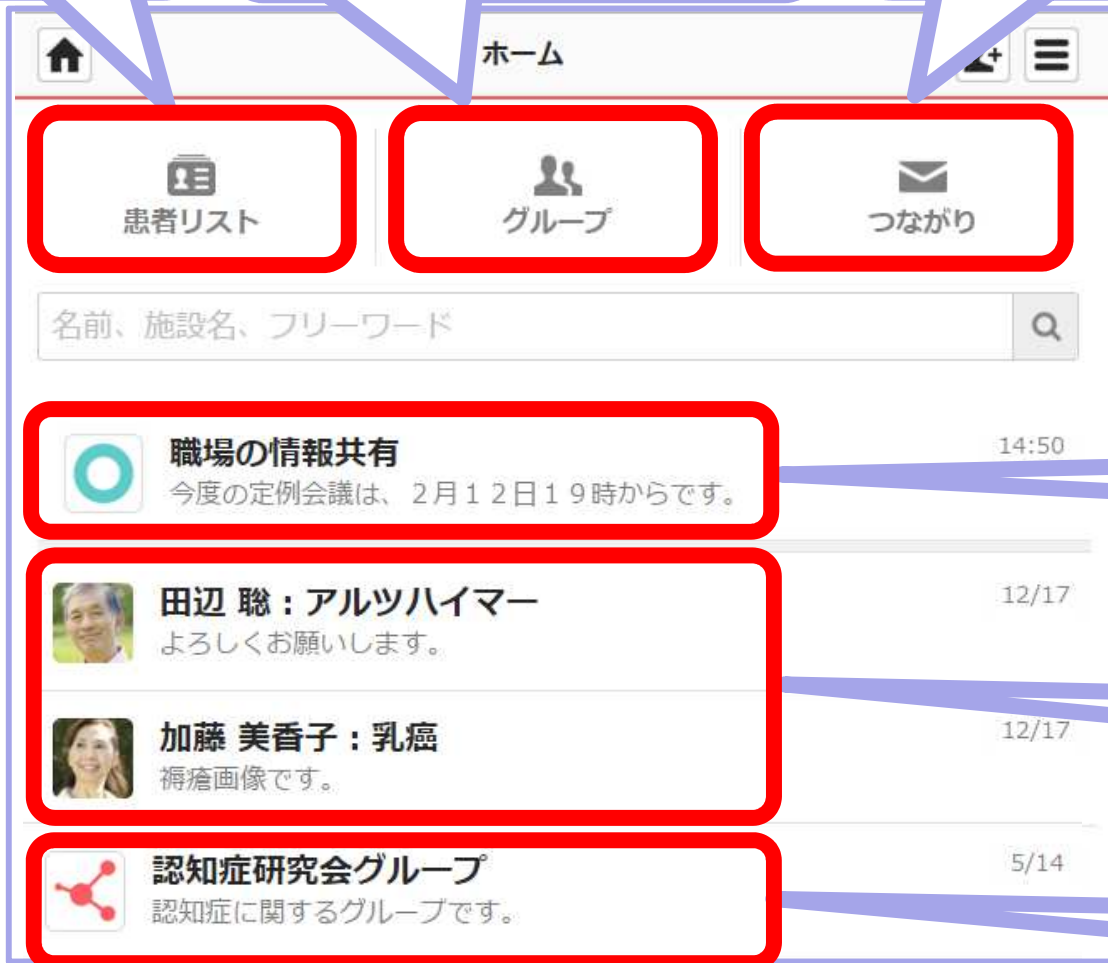 ホーム
患者リスト
グループ
つながり
名前、施設名、フリーワード
職場の情報共有
14:50
今度の定例会議は、２月１２日１９時からです。
田辺 聡：アルツハイマー
12/17
よろしくお願いします。
加藤 美香子：乳癌
12/17
褥瘡画像です。
認知症研究会グループ
5/14
認知症に関するグループです。